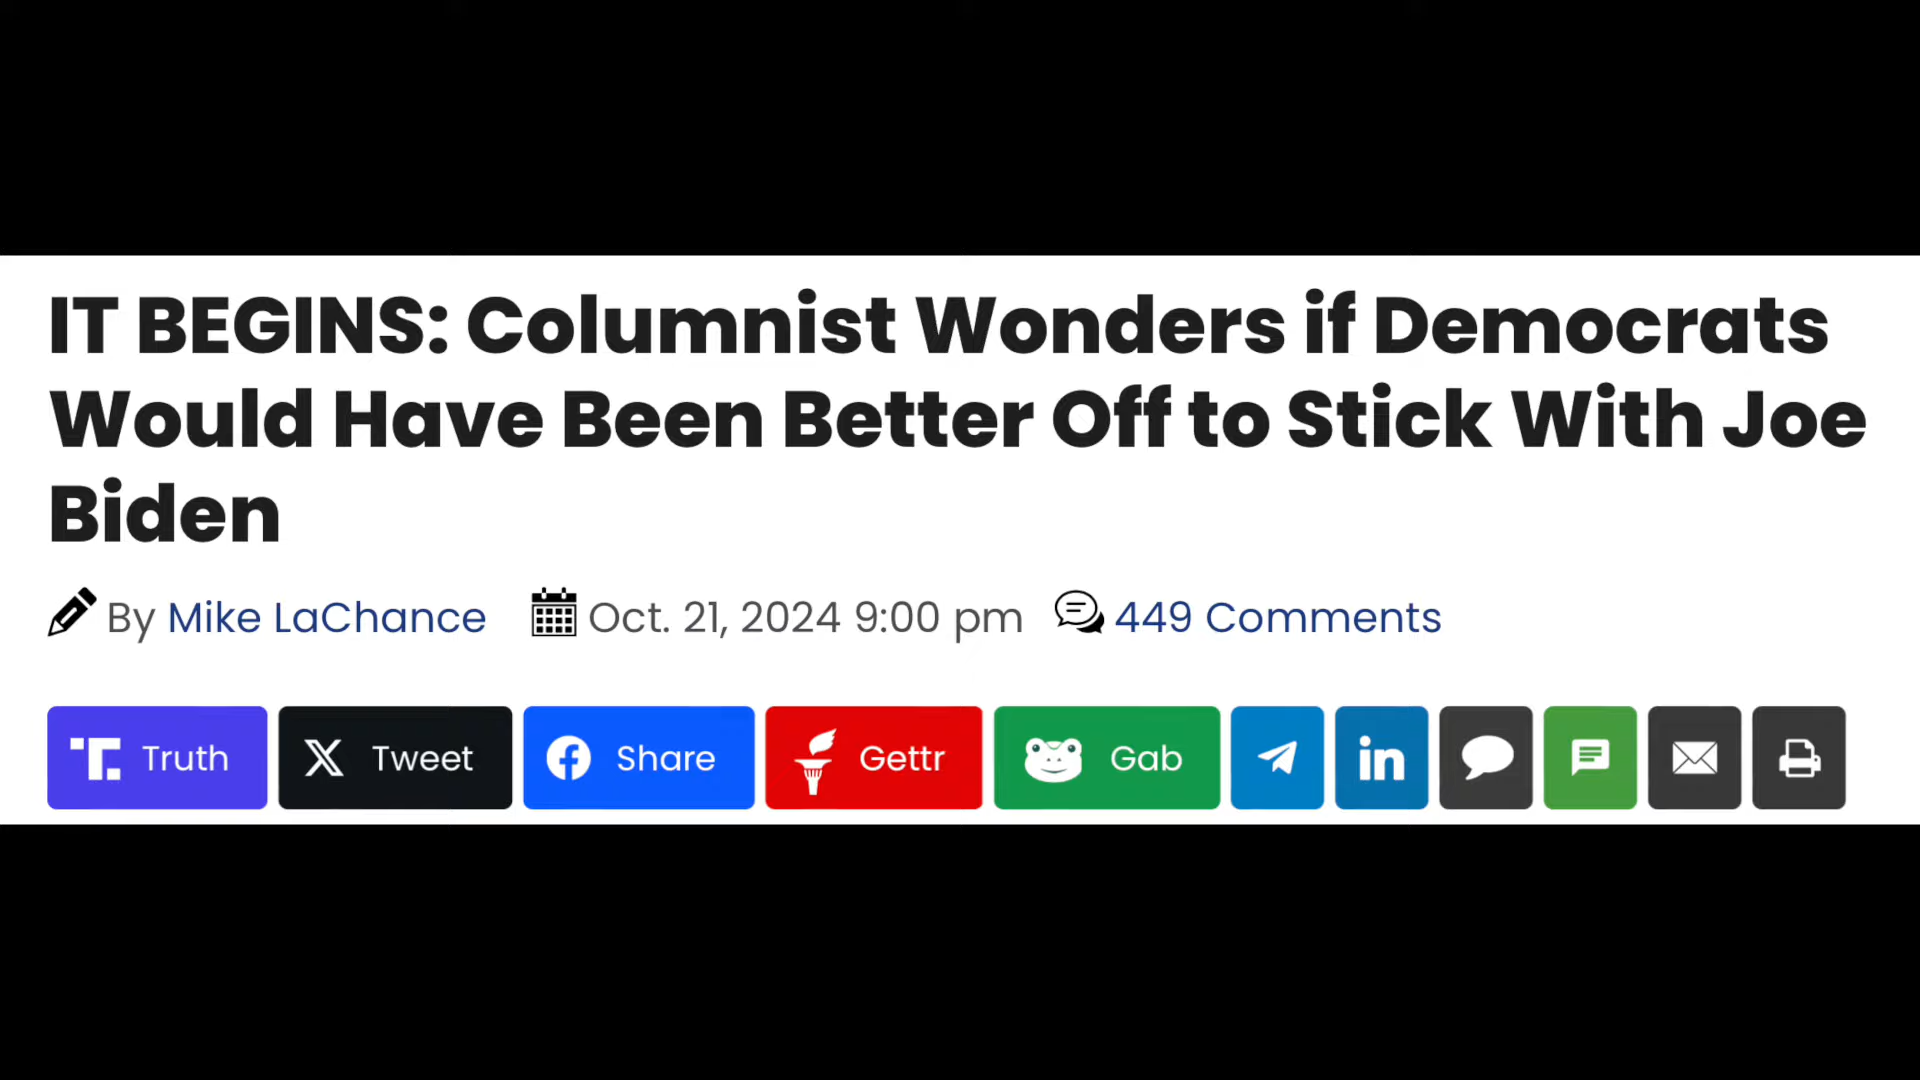 IT BEGINS: Columnist Wonders if Democrats
Would Have Been Better Off to Stick With Joe
Biden
By Mike LaChance Oct. 21, 2024 9:00 pm 449 Comments
Truth Tweet Share Gettr Gab